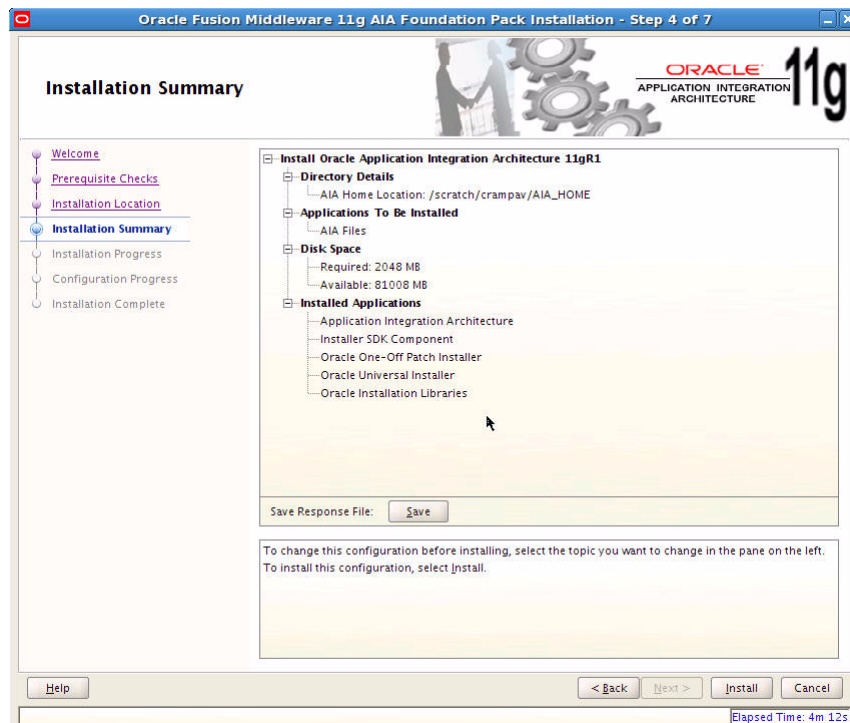 Oracle Fusion Middleware 11g AIA Foundation Pack Installation - Step 4 of 7
Installation Summary
ORACLE
APPLICATION INTEGRATION
ARCHITECTURE
11g
Welcome
Prerequisite Checks
Installation Location
Installation Summary
Installation Progress
Configuration Progress
Installation Complete
Install Oracle Application Integration Architecture 11gR1
Directory Details
AIA Home Location: /scratch/crampav/AIA_HOME
Applications To Be Installed
AIA Files
Disk Space
Required: 2048 MB
Available: 81008 MB
Installed Applications
Application Integration Architecture
Installer SDK Component
Oracle One-Off Patch Installer
Oracle Universal Installer
Oracle Installation Libraries
Save Response File: Save
To change this configuration before installing, select the topic you want to change in the pane on the left.
To install this configuration, select Install.
Help < Back Next > Install Cancel
Elapsed Time: 4m 12s